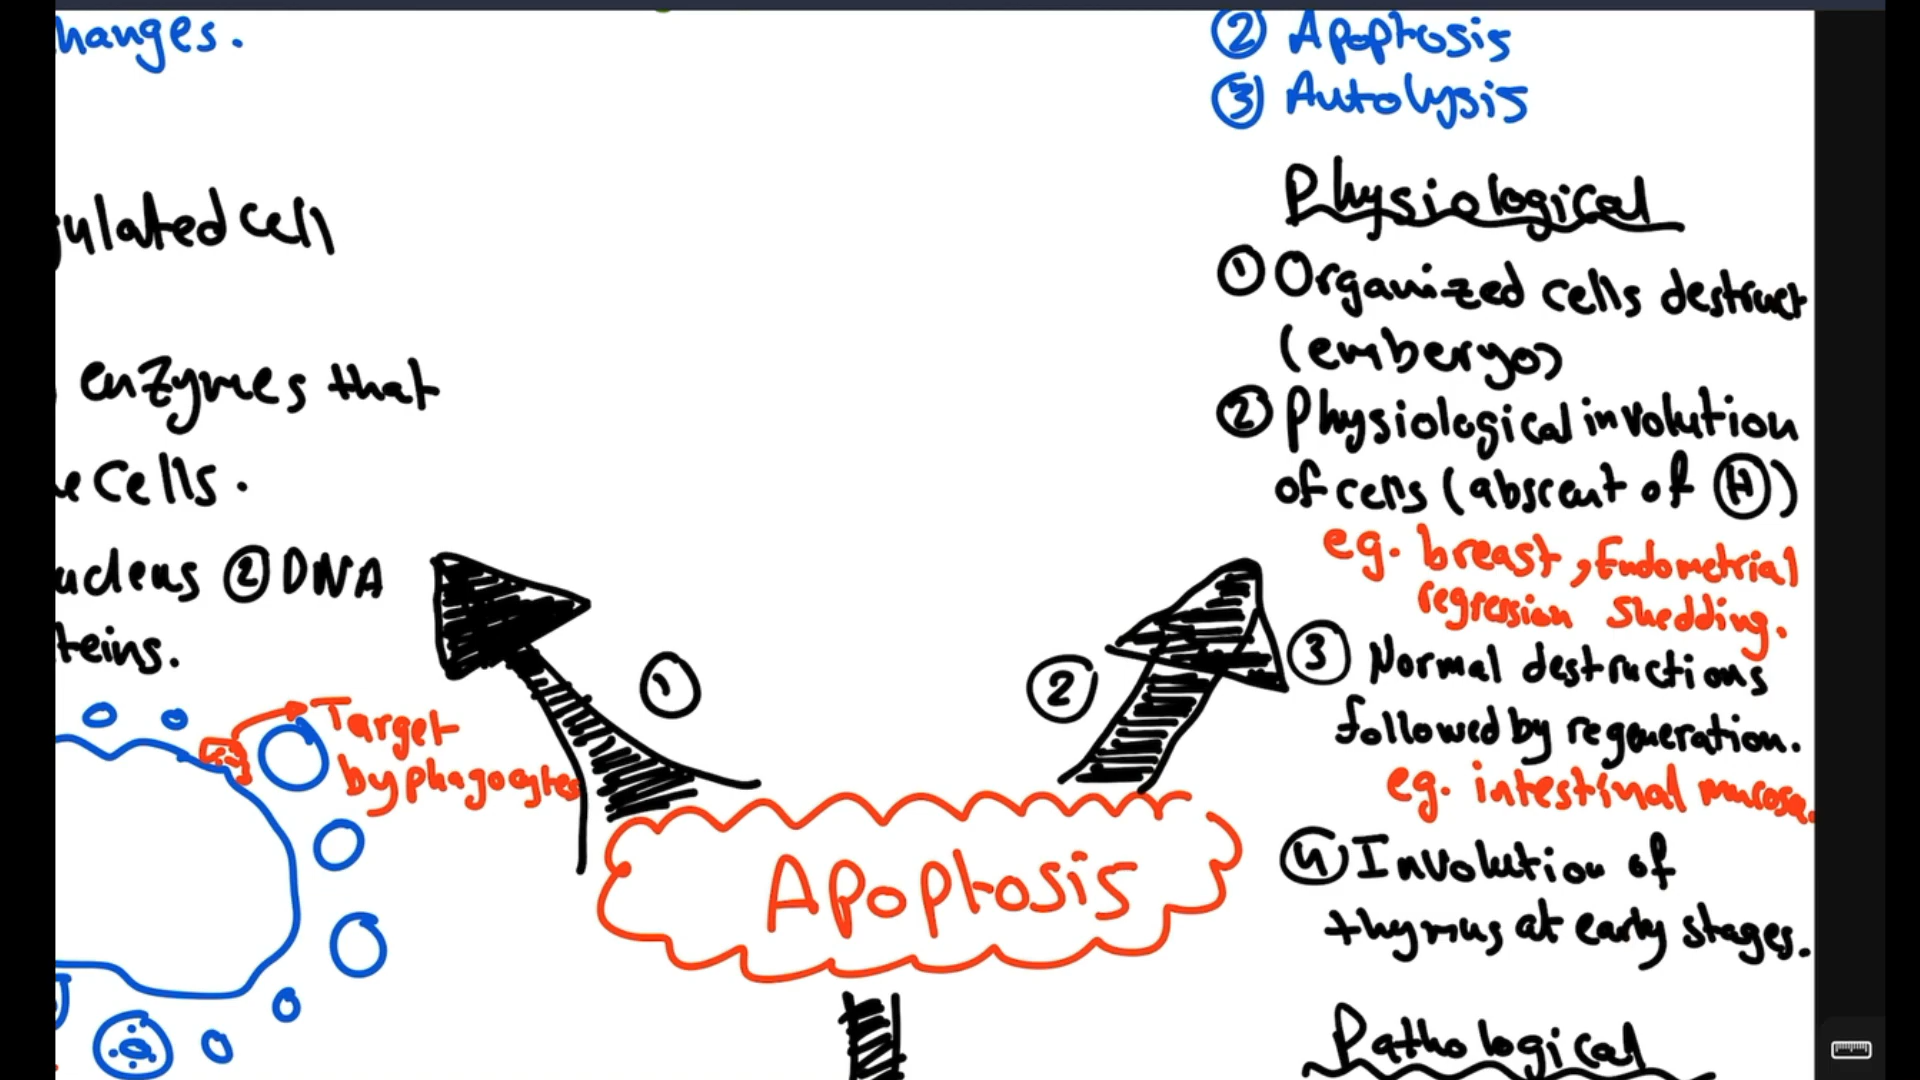 hanges.
gulated cell
enzymes that
e cells.
ucleus ② DNA
teins.
Target
by phagocytes
①
②
Apoptosis
② Apoptosis
③ Autolysis
Physiological
① Organized cells destruct
(embergyo)
② Physiological involution
of cells (abscent of Ⓗ)
eg. breast, Endometrial
regression shedding.
③ Normal destructions
followed by regeneration.
eg. intestinal mucosa.
④ Involution of
thymus at early stages.
Pathological